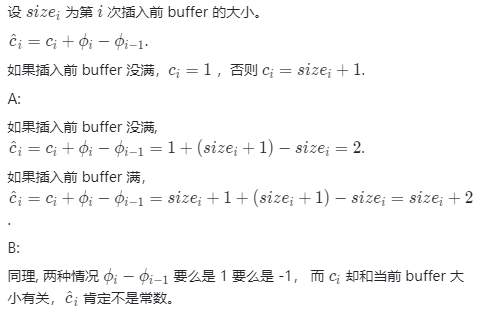 设 $size_i$ 为第 $i$ 次插入前 buffer 的大小。
$\hat{c}_i = c_i + \phi_i - \phi_{i-1}.$
如果插入前 buffer 没满，$c_i = 1$ ，否则 $c_i = size_i + 1.$
A:
如果插入前 buffer 没满,
$\hat{c}_i = c_i + \phi_i - \phi_{i-1} = 1 + (size_i + 1) - size_i = 2.$
如果插入前 buffer 满，
$\hat{c}_i = c_i + \phi_i - \phi_{i-1} = size_i + 1 + (size_i + 1) - size_i = size_i + 2$
.
B:
同理, 两种情况 $\phi_i - \phi_{i-1}$ 要么是 1 要么是 -1， 而 $c_i$ 却和当前 buffer 大
小有关，$\hat{c}_i$ 肯定不是常数。